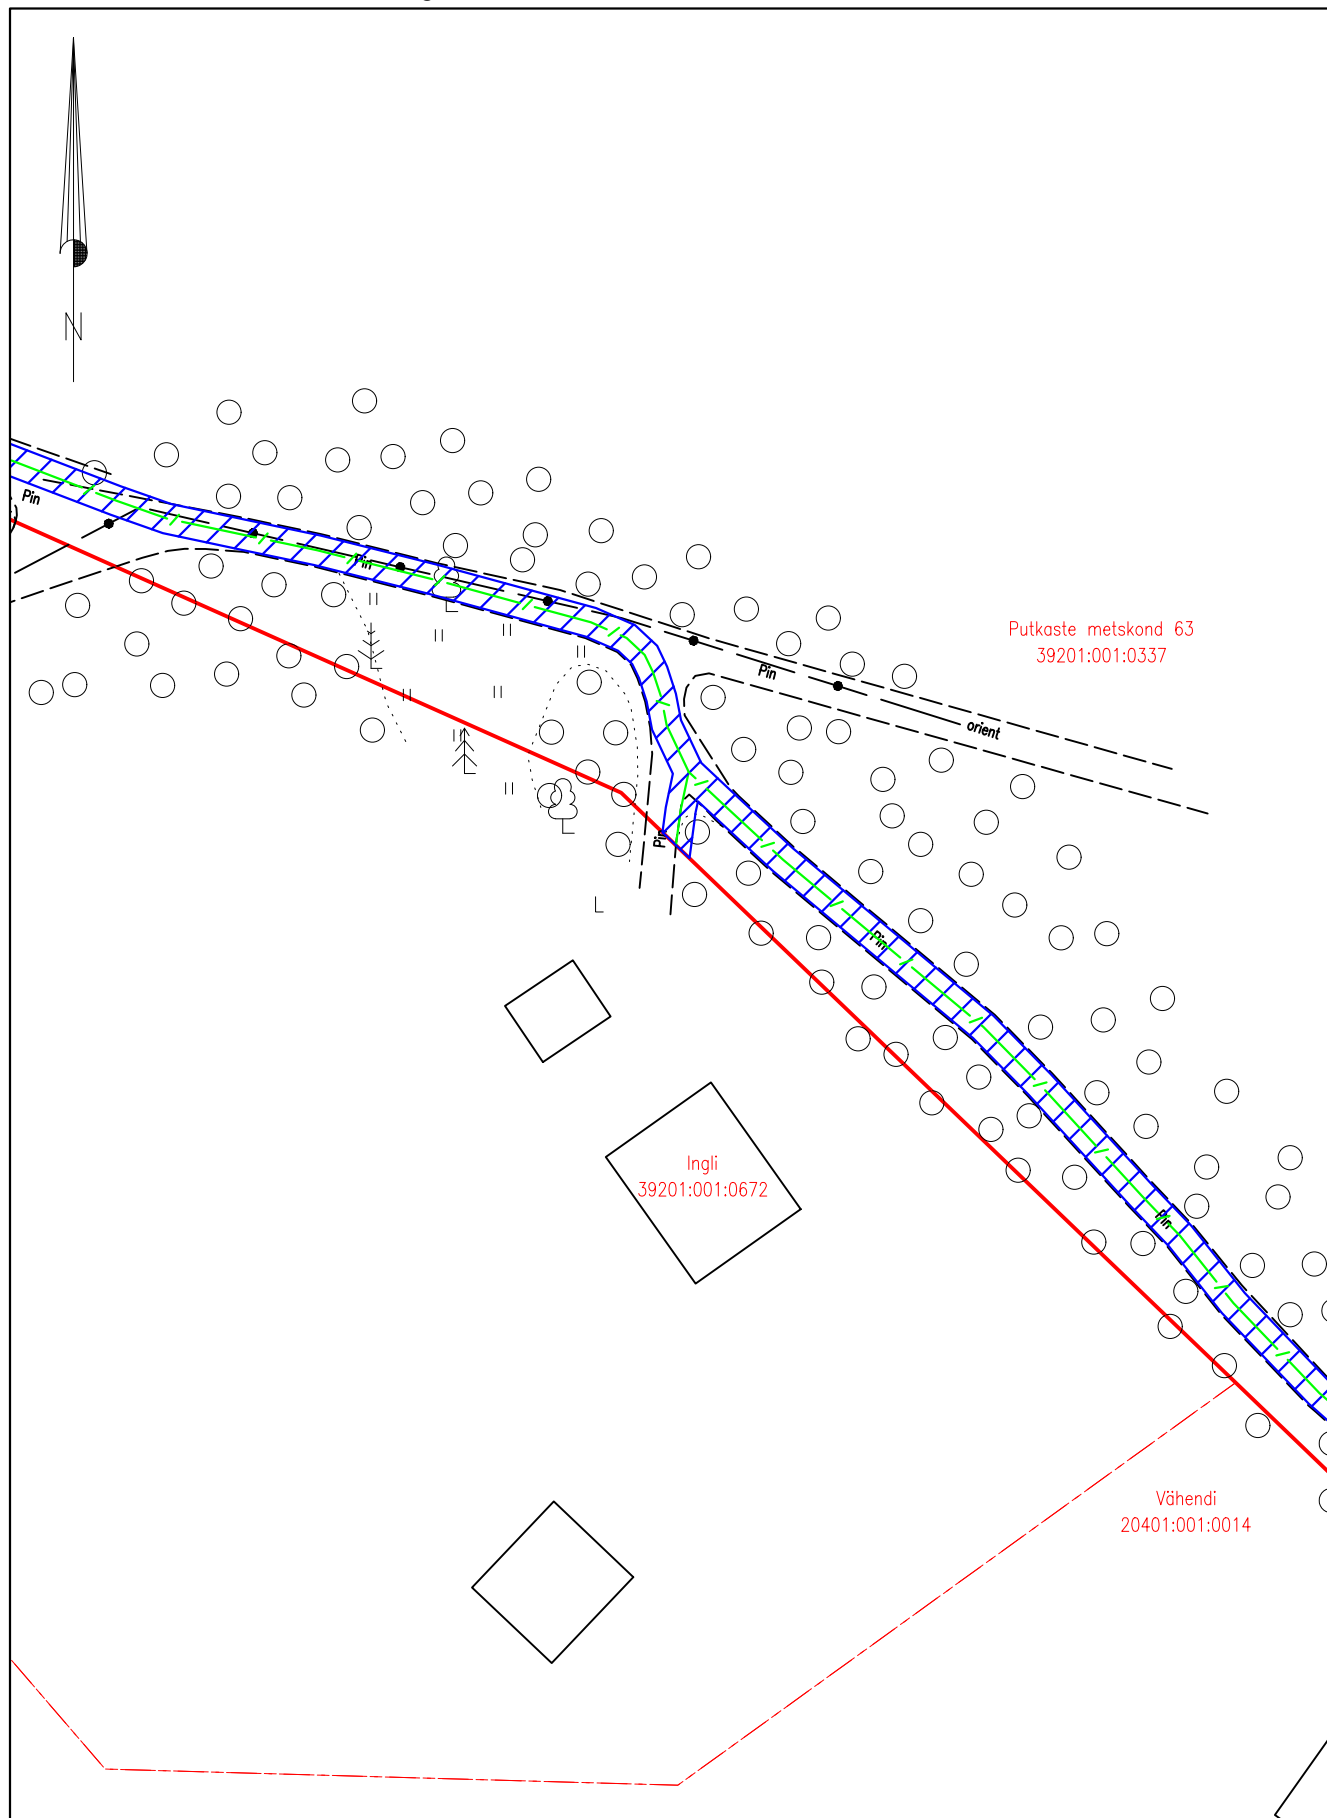 N
Pin
Pin
Putkaste metskond 63
39201:001:0337
Pin
orient
Pin
Pin
Ingli
39201:001:0672
Pin
Vähendi
20401:001:0014